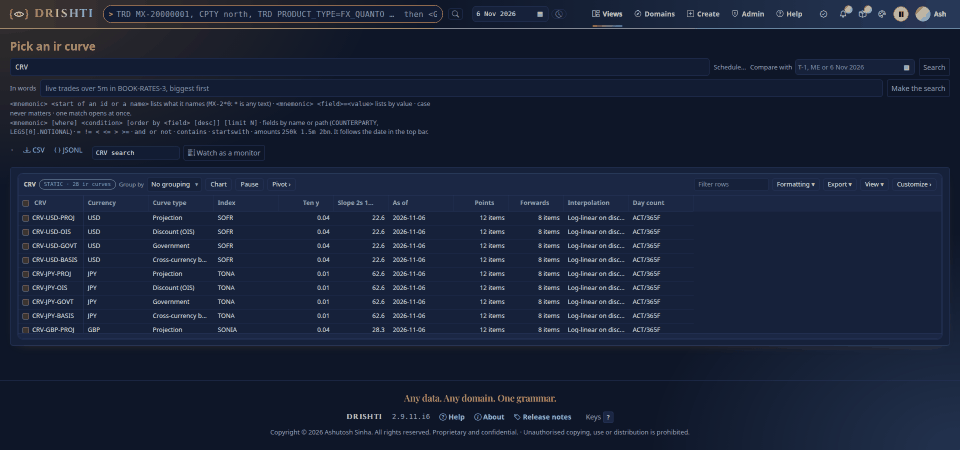 {<>} DRISHTI > TRD MX-20000001, CPTY north, TRD PRODUCT_TYPE=FX_QUANTO … then <G 6 Nov 2026 Views Domains Create Admin Help Ash
Pick an ir curve
CRV Schedule... Compare with T-1, ME or 6 Nov 2026 Search
In words live trades over 5m in BOOK-RATES-3, biggest first Make the search
<mnemonic> <start of an id or a name> lists what it names (MX-2*8: * is any text) · <mnemonic> <field>=<value> lists by value · case
never matters · one match opens at once.
<mnemonic> [where] <condition> [order by <field> [desc]] [limit N] · fields by name or path (COUNTERPARTY,
LEGS[0].NOTIONAL) · = != < <= > >= · and or not · contains · startswith · amounts 250k 1.5m 2bn. It follows the date in the top bar.
CSV JSONL CRV search Watch as a monitor
CRV STATIC · 28 ir curves Group by No grouping Chart Pause Pivot › Filter rows Formatting ▾ Export ▾ View ▾ Customize ›
CRV Currency Curve type Index Ten y Slope 2s 1... As of Points Forwards Interpolation Day count
CRV-USD-PROJ USD Projection SOFR 0.04 22.6 2026-11-06 12 items 8 items Log-linear on disc... ACT/365F
CRV-USD-OIS USD Discount (OIS) SOFR 0.04 22.6 2026-11-06 12 items 8 items Log-linear on disc... ACT/365F
CRV-USD-GOVT USD Government SOFR 0.04 22.6 2026-11-06 12 items 8 items Log-linear on disc... ACT/365F
CRV-USD-BASIS USD Cross-currency b... SOFR 0.04 22.6 2026-11-06 12 items 8 items Log-linear on disc... ACT/365F
CRV-JPY-PROJ JPY Projection TONA 0.01 62.6 2026-11-06 12 items 8 items Log-linear on disc... ACT/365F
CRV-JPY-OIS JPY Discount (OIS) TONA 0.01 62.6 2026-11-06 12 items 8 items Log-linear on disc... ACT/365F
CRV-JPY-GOVT JPY Government TONA 0.01 62.6 2026-11-06 12 items 8 items Log-linear on disc... ACT/365F
CRV-JPY-BASIS JPY Cross-currency b... TONA 0.01 62.6 2026-11-06 12 items 8 items Log-linear on disc... ACT/365F
CRV-GBP-PROJ GBP Projection SONIA 0.04 28.3 2026-11-06 12 items 8 items Log-linear on disc... ACT/365F
Any data. Any domain. One grammar.
DRISHTI 2.9.11.i6 Help About Release notes Keys ?
Copyright © 2026 Ashutosh Sinha. All rights reserved. Proprietary and confidential. · Unauthorised copying, use or distribution is prohibited.